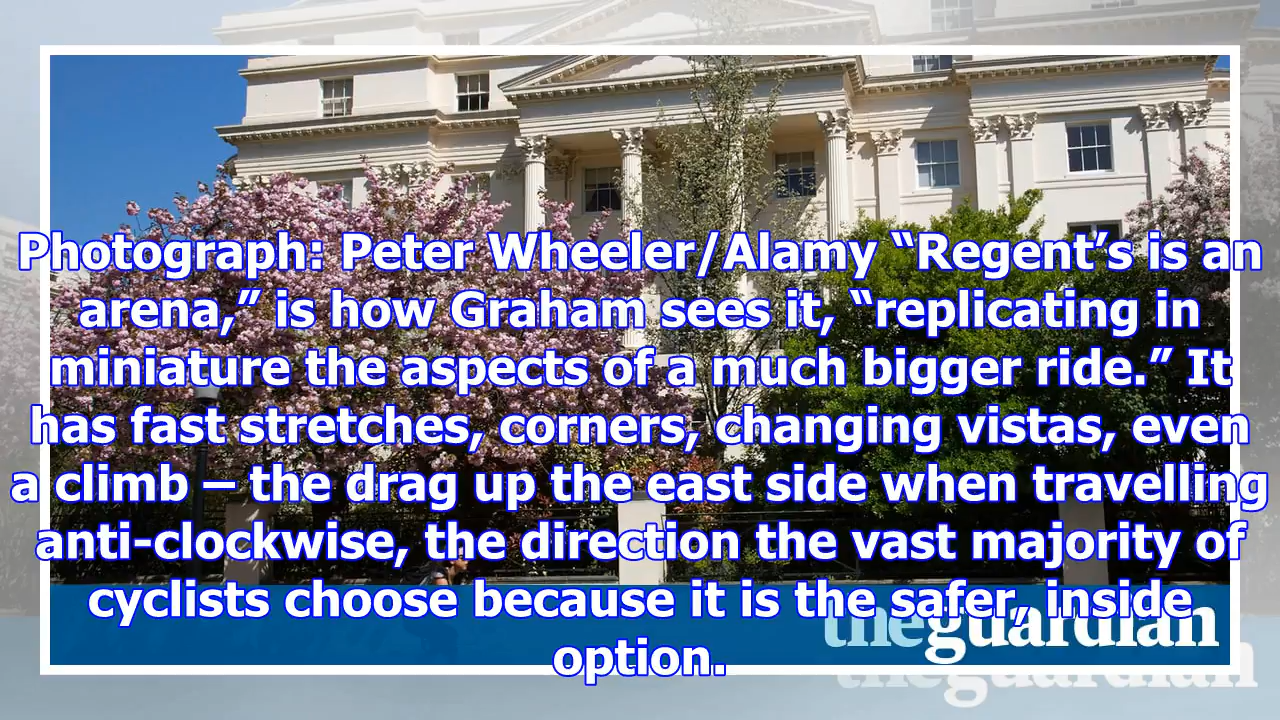 Photograph: Peter Wheeler/Alamy “Regent’s is an
arena,” is how Graham sees it, “replicating in
miniature the aspects of a much bigger ride.” It
has fast stretches, corners, changing vistas, even
a climb – the drag up the east side when travelling
anti-clockwise, the direction the vast majority of
cyclists choose because it is the safer, inside
option.
theguardian
theguardian